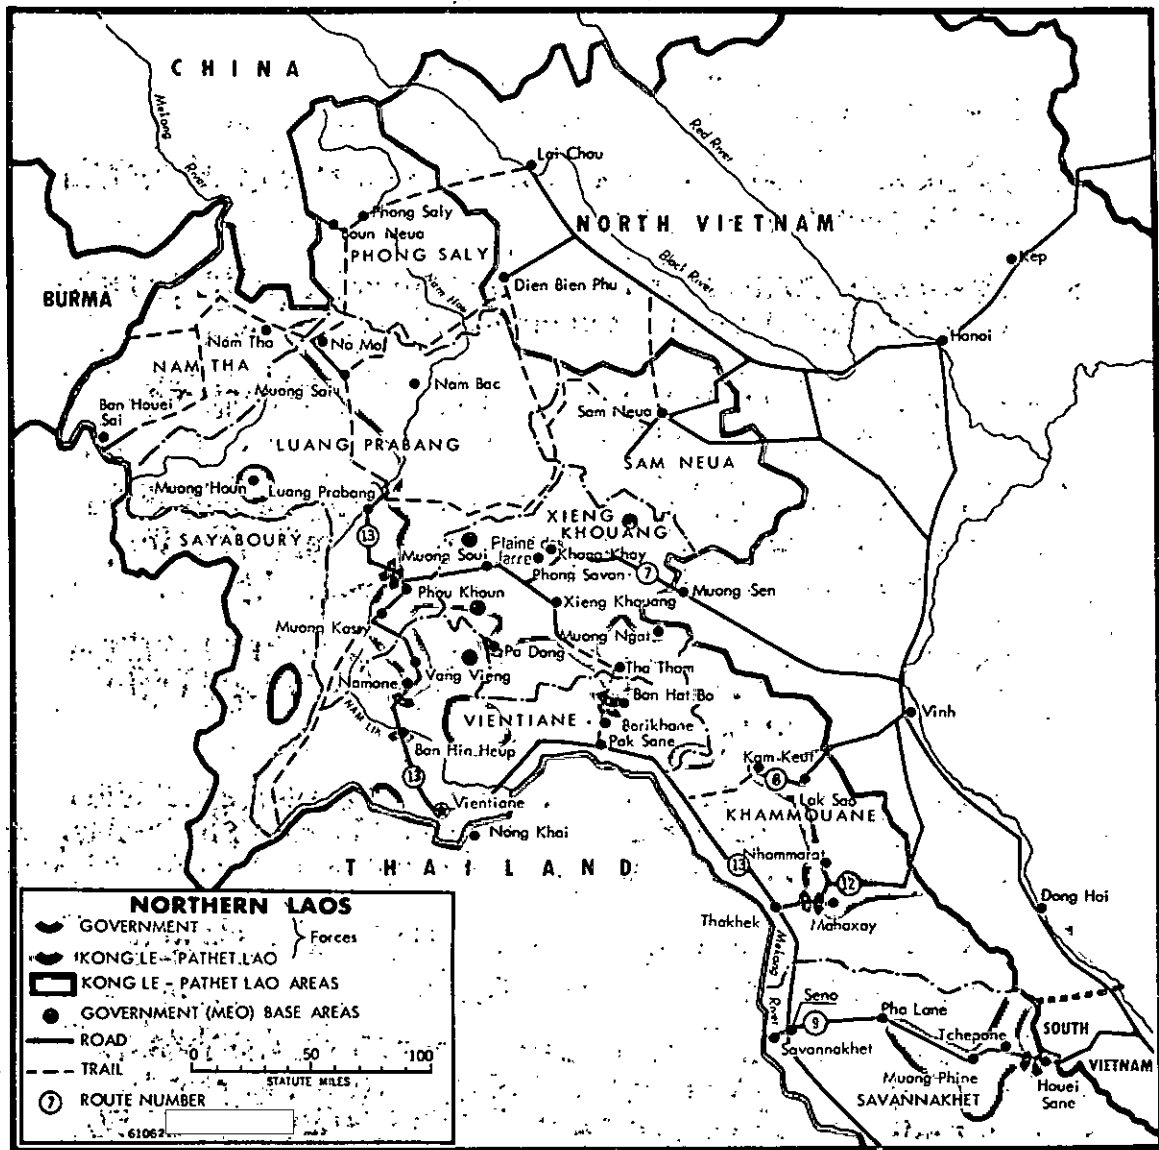 CHINA
Mekong River
Red River
Lai Chau
Phong Saly
Boun Neua
PHONG SALY
NORTH VIETNAM
Black River
Kep
BURMA
Dien Bien Phu
Hanoi
Nam Tha
Na Mo
NAM THA
Muong Sai
Nam Bac
Ban Houei
Sai
Sam Neua
LUANG PRABANG
SAM NEUA
Muong Houn
Luang Prabang
XIENG
KHOUANG
SAYABOURY
13
Muong Soui
Plaine des
Jarres
Khang Khay
Phong Savan
7
Muong Sen
Phou Khoun
Xieng Khouang
Muong Kassy
Muong Ngat
Pa Dong
Tha Thom
Vang Vieng
Namone
Ban Hat Bo
NAM LIK
VIENTIANE
Borikhane
Vinh
Ban Hin Heup
Pak Sane
Kam Keut
13
8
Vientiane
Lak Sao
KHAMMOUANE
Nong Khai
THAILAND
Nhommarat
13
12
Dong Hoi
Thakhek
Mahaxay
Mekong River
Seno
Pha Lane
9
Tchepone
SOUTH
VIETNAM
Savannakhet
Muong Phine
Houei
Sane
SAVANNAKHET
NORTHERN LAOS
GOVERNMENT
Forces
KONG LE - PATHET LAO
KONG LE - PATHET LAO AREAS
GOVERNMENT (MEO) BASE AREAS
ROAD
0 50 100
TRAIL
STATUTE MILES
7 ROUTE NUMBER
61062